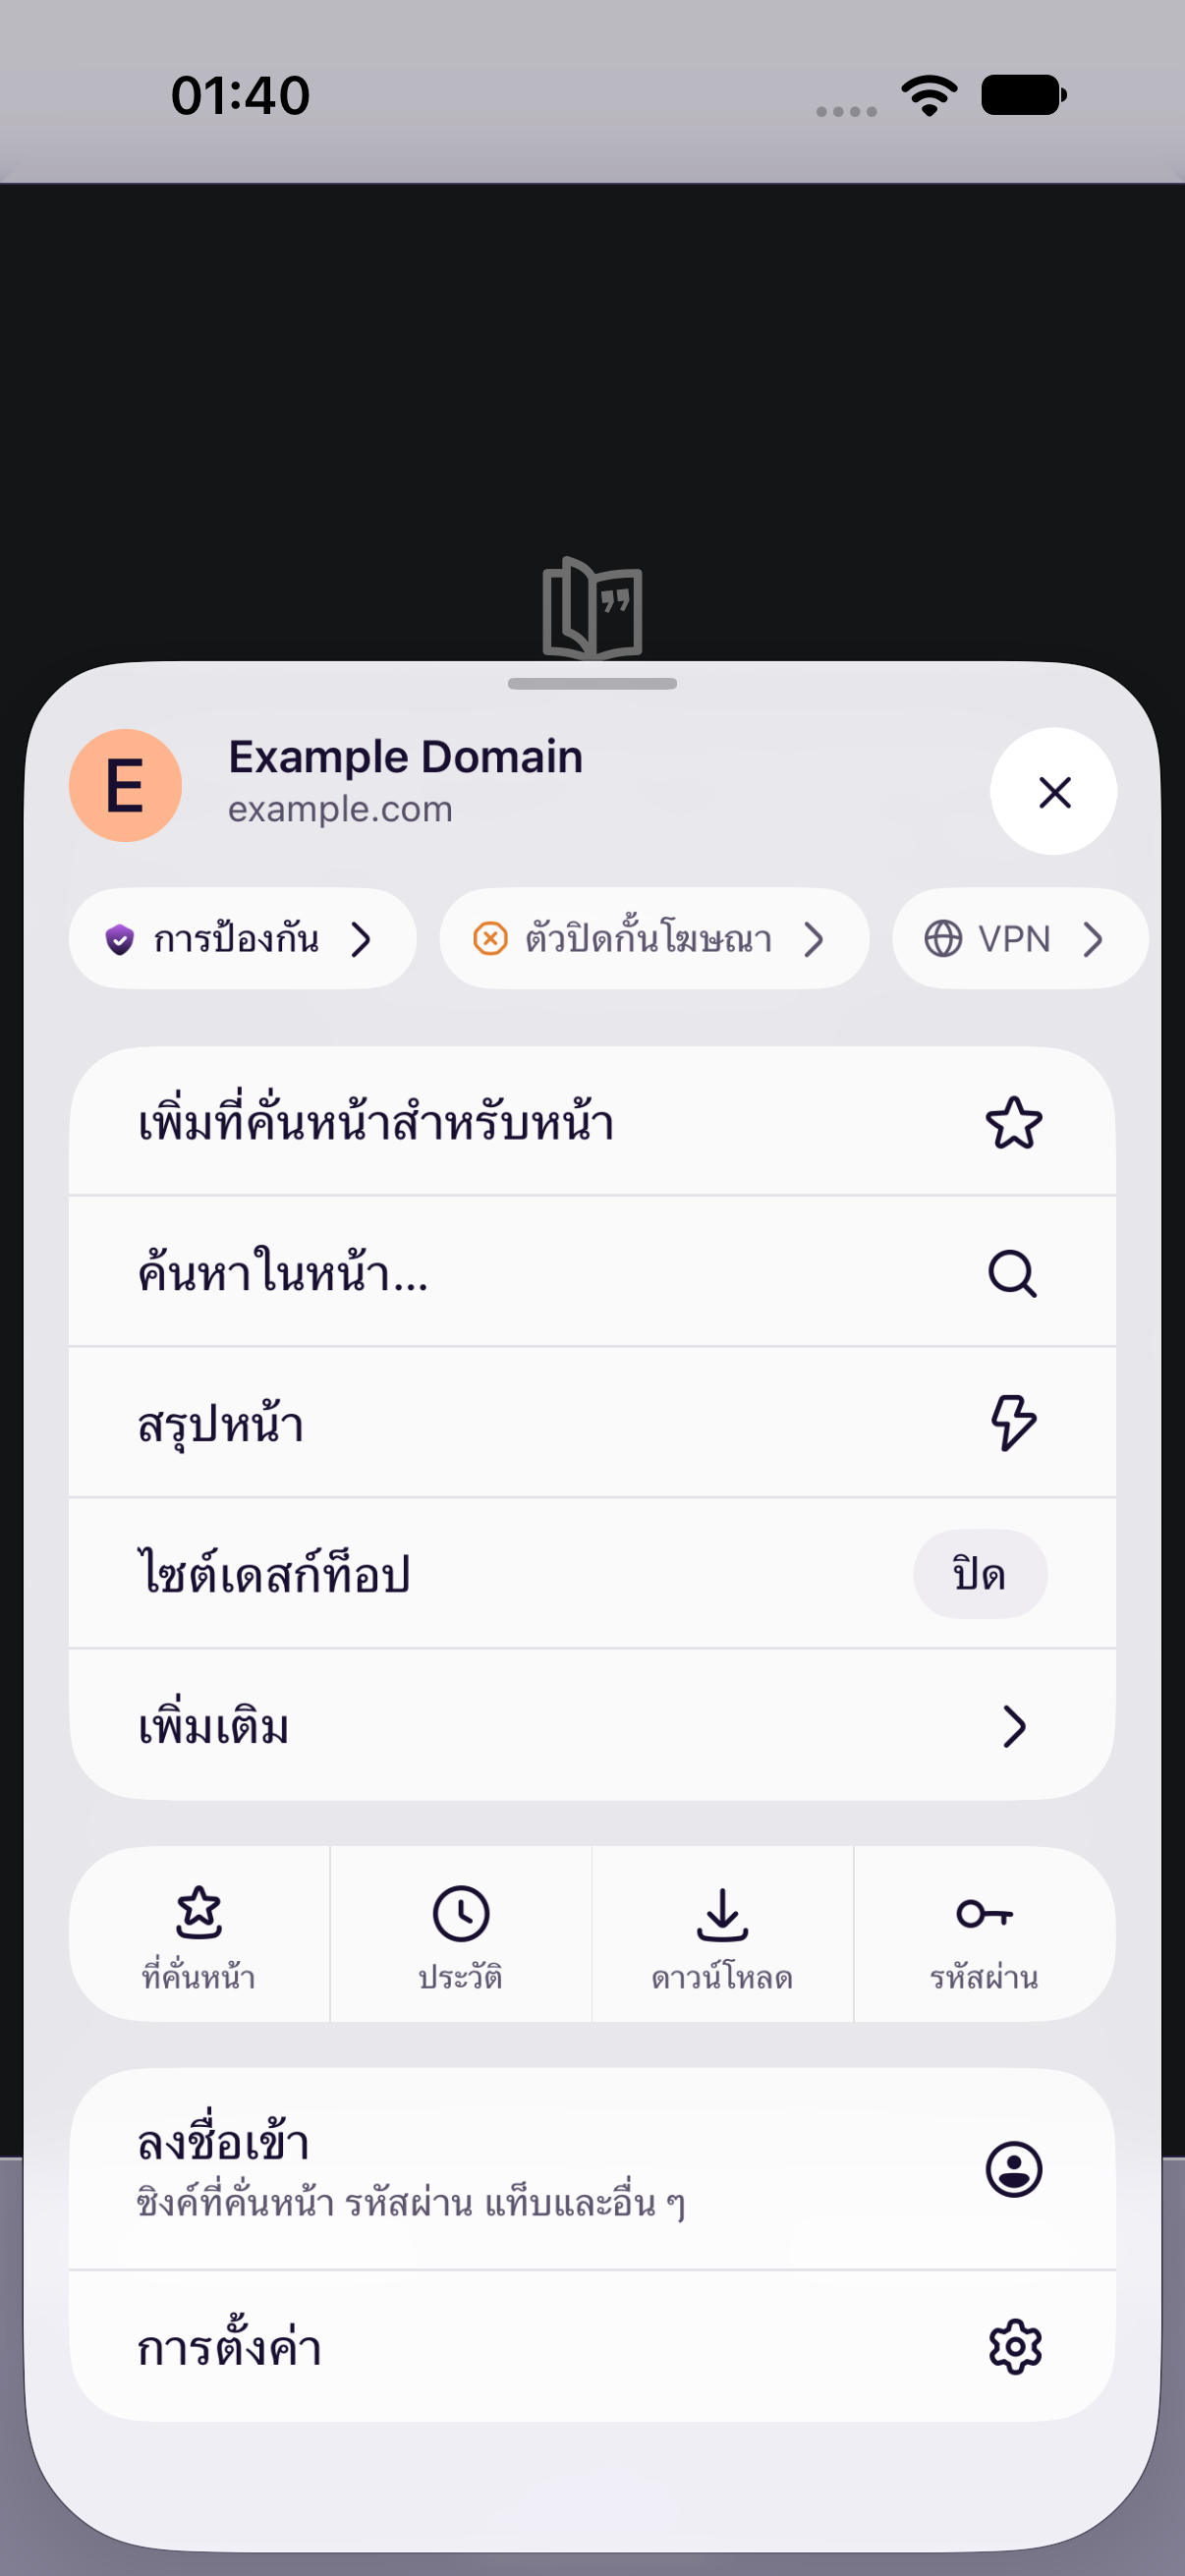 01:40
E
Example Domain
example.com
การป้องกัน
ตัวปิดกั้นโฆษณา
VPN
เพิ่มที่คั่นหน้าสำหรับหน้า
ค้นหาในหน้า...
สรุปหน้า
ไซต์เดสก์ท็อป
ปิด
เพิ่มเติม
ที่คั่นหน้า
ประวัติ
ดาวน์โหลด
รหัสผ่าน
ลงชื่อเข้า
ซิงค์ที่คั่นหน้า รหัสผ่าน แท็บและอื่น ๆ
การตั้งค่า